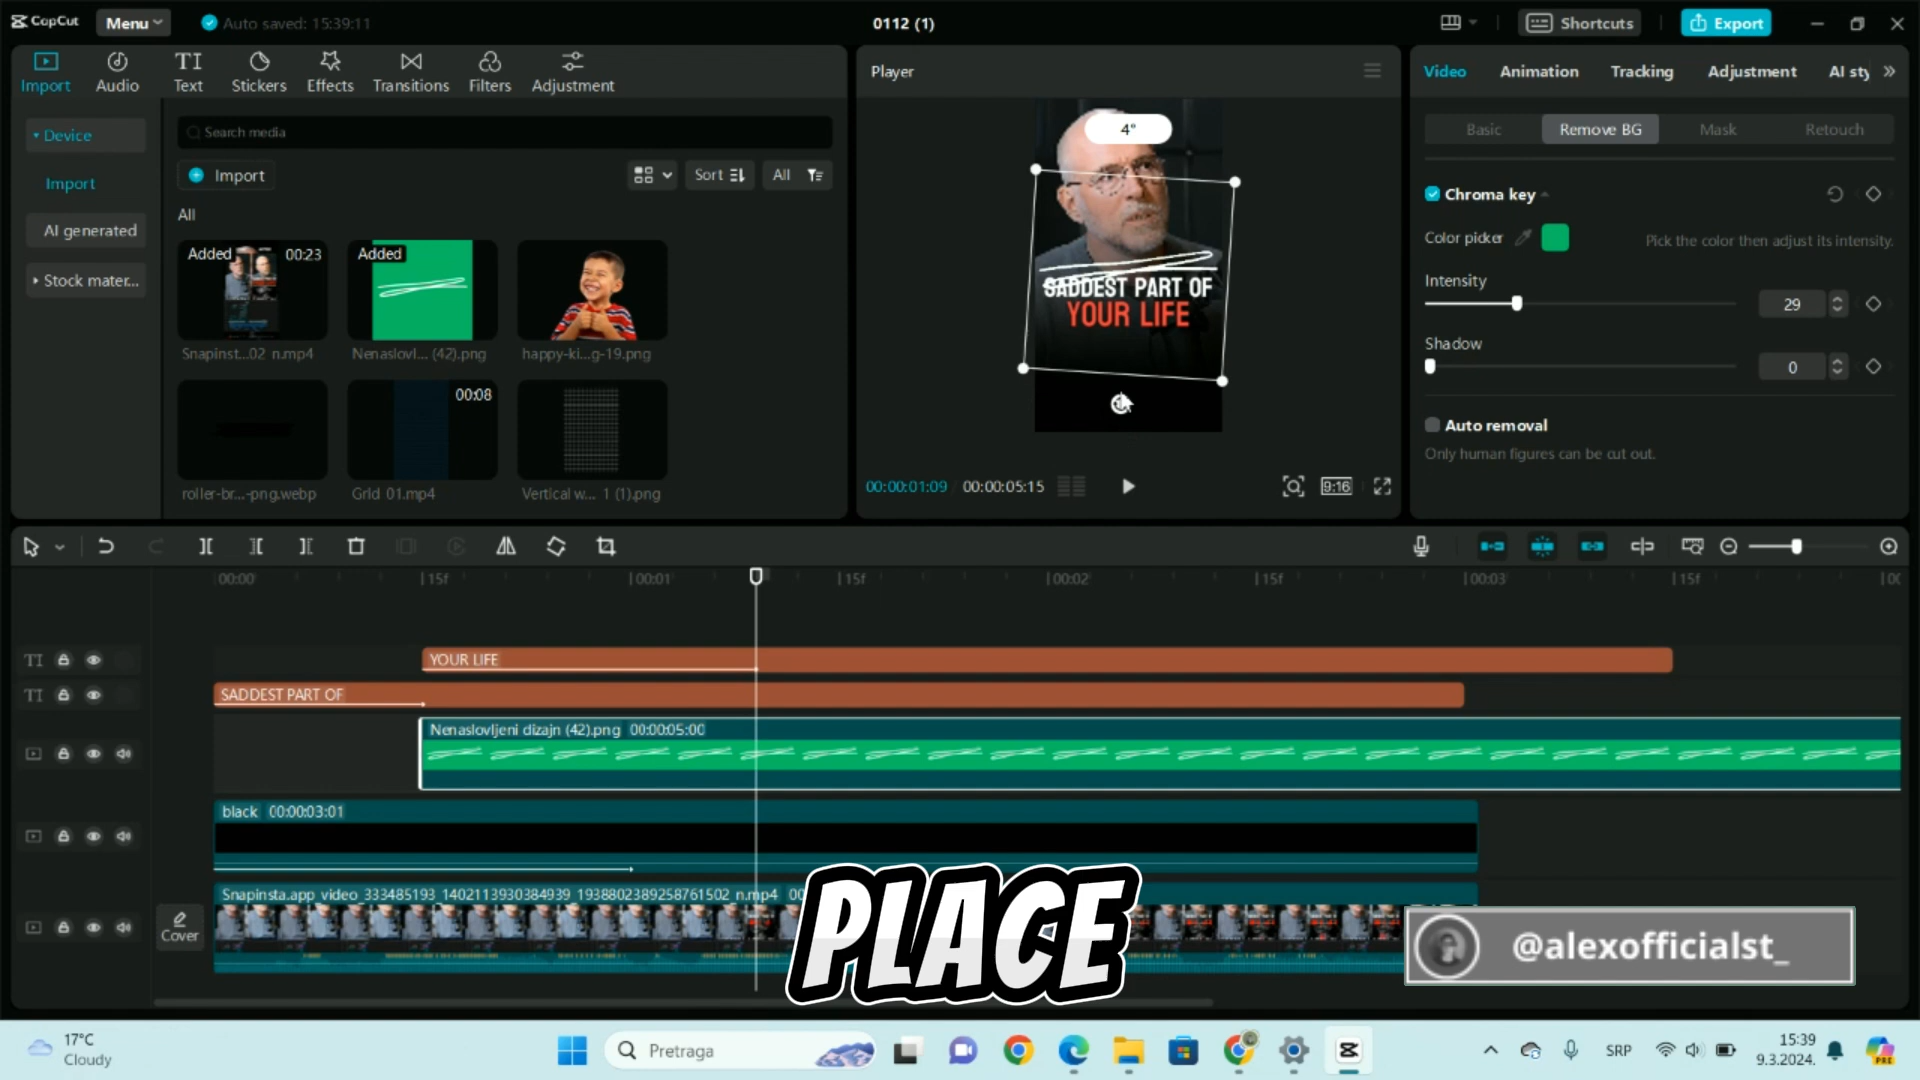 CapCut
Menu
Auto saved: 15:39:11
0112 (1)
Shortcuts
Export
Import
Audio
Text
Stickers
Effects
Transitions
Filters
Adjustment
Device
Import
AI generated
Stock mater...
Search media
Import
Sort
All
All
Added
00:23
Snapinst...02 n.mp4
Added
Nenaslovl... (42).png
happy-ki...g-19.png
roller-br...-png.webp
00:08
Grid 01.mp4
Vertical w... 1 (1).png
Player
4°
SADDEST PART OF
YOUR LIFE
00:00:01:09
00:00:05:15
9:16
Video
Animation
Tracking
Adjustment
AI sty
Basic
Remove BG
Mask
Retouch
Chroma key
Color picker
Pick the color then adjust its intensity.
Intensity
29
Shadow
0
Auto removal
Only human figures can be cut out.
00:00
15f
00:01
15f
00:02
15f
00:03
15f
TI
YOUR LIFE
TI
SADDEST PART OF
Nenaslovljeni dizajn (42).png 00:00:05:00
black 00:00:03:01
Cover
Snapinsta.app_video_333485193_1402113930384939_1938802389258761502_n.mp4
PLACE
@alexofficialst_
17°C
Cloudy
Pretraga
SRP
15:39
9.3.2024.
PRE